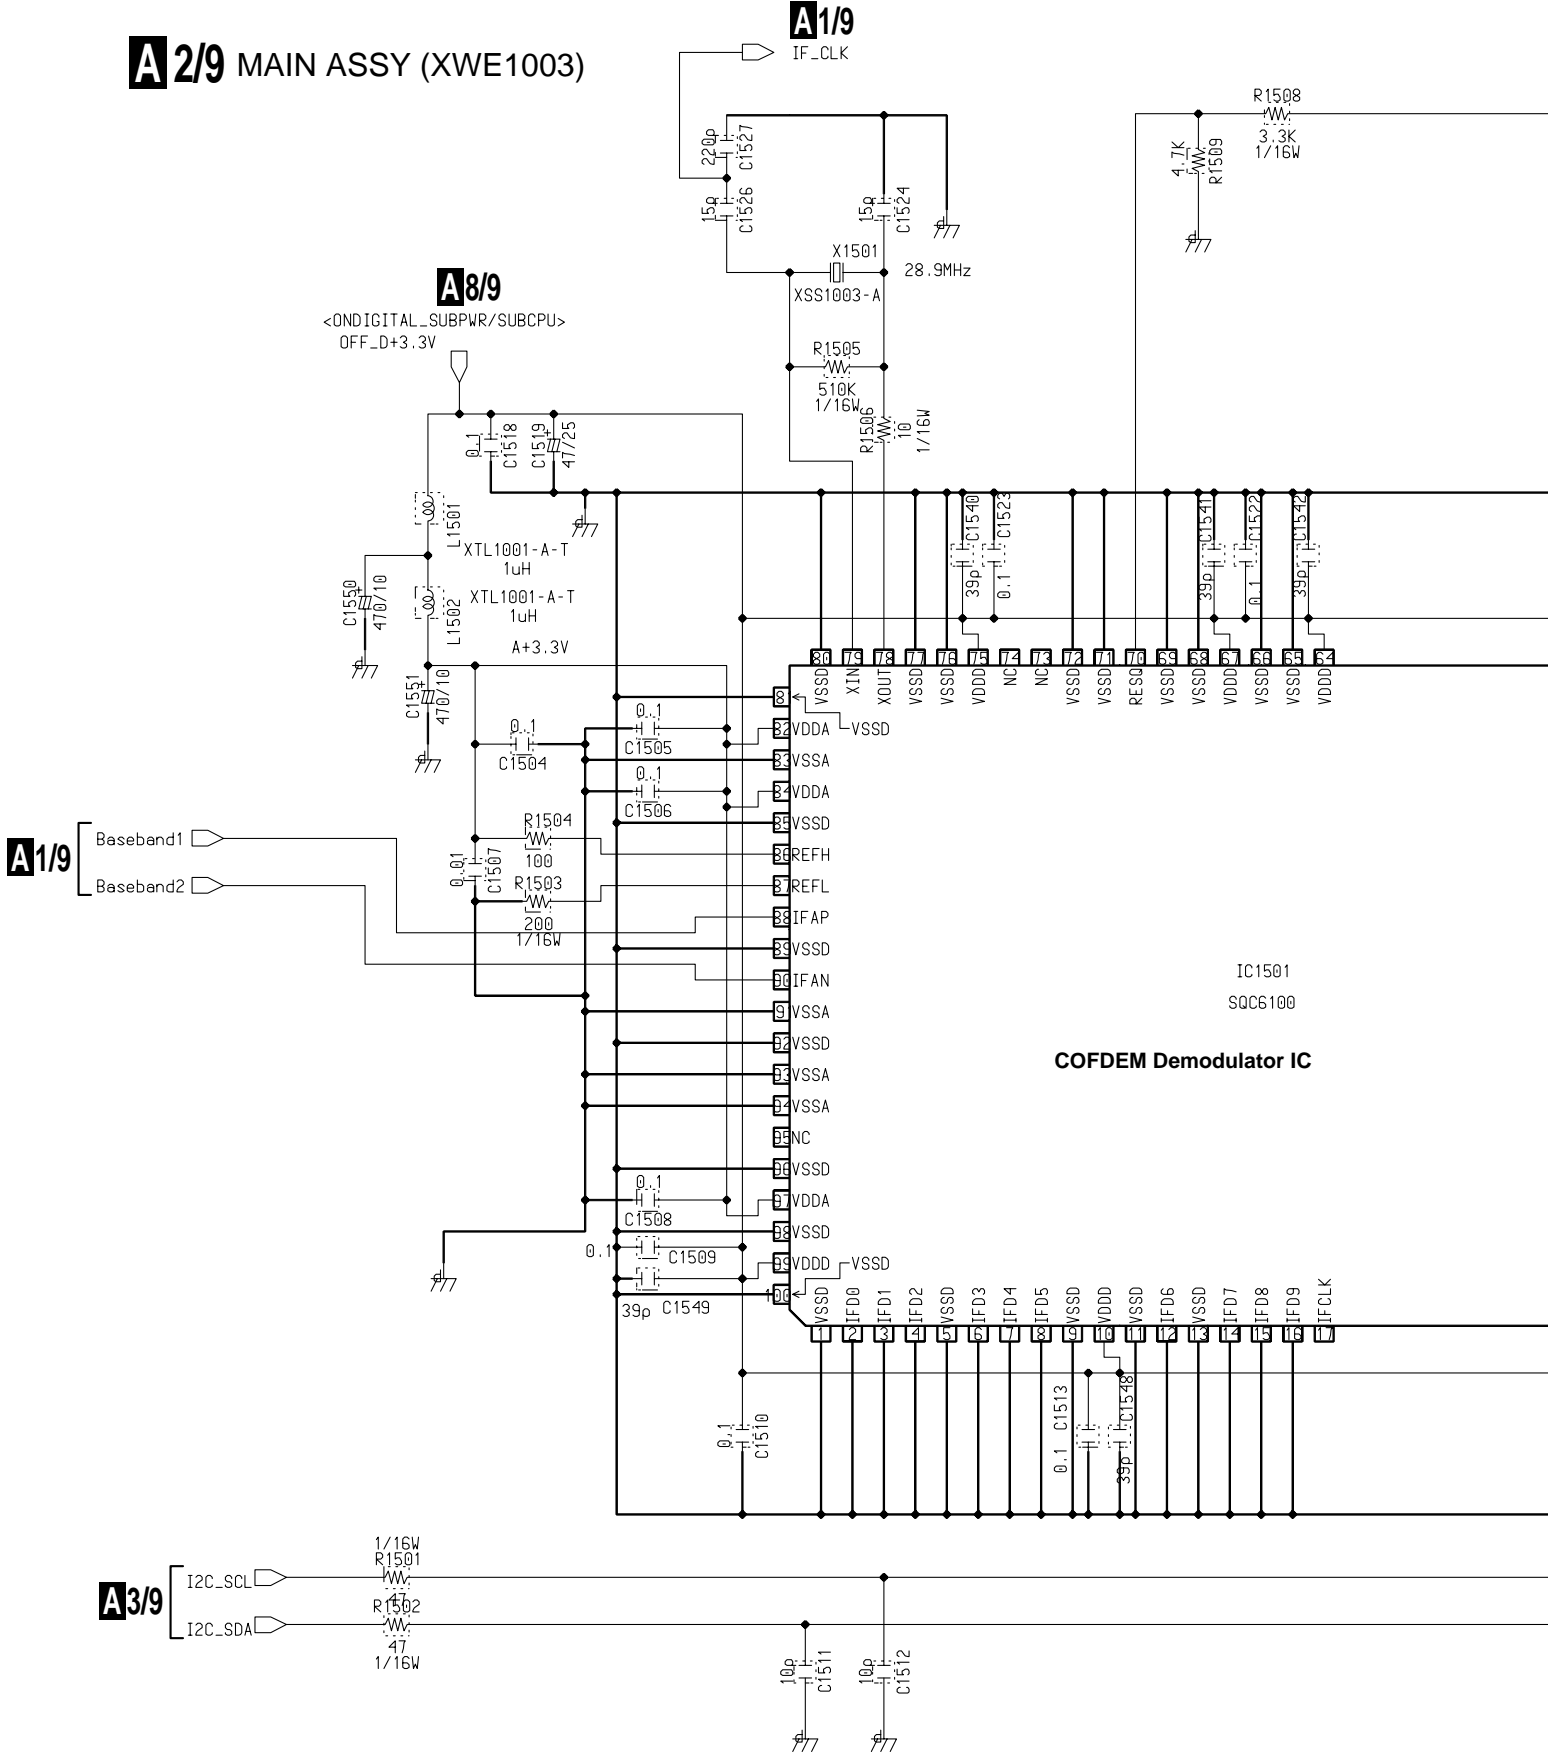 A 1/9
IF_CLK
A 2/9 MAIN ASSY (XWE1003)
R1508
3.3K
1/16W
4.7K
R1509
220p
C1527
15p
C1526
15p
C1524
X1501
28.9MHz
XSS1003-A
A 8/9
<ONDIGITAL_SUBPWR/SUBCPU>
OFF_D+3.3V
R1505
510K
1/16W
R1506
10
1/16W
0.1
C1518
C1519
+
47/25
L1501
XTL1001-A-T
1uH
C1550
+
470/10
L1502
XTL1001-A-T
1uH
A+3.3V
C1551
+
470/10
C1540
39p
C1523
0.1
C1541
39p
C1522
0.1
C1542
39p
80 79 78 77 76 75 74 73 72 71 70 69 68 67 66 65 64
VSSD XIN XOUT VSSD VSSD VDDD NC NC VSSD VSSD RESQ VSSD VSSD VDDD VSSD VSSD VDDD
81 VSSD
82 VDDA
83 VSSA
84 VDDA
85 VSSD
86 REFH
87 REFL
88 IFAP
89 VSSD
90 IFAN
91 VSSA
92 VSSD
93 VSSA
94 VSSA
95 NC
96 VSSD
97 VDDA
98 VSSD
99 VDDD
100 VSSD
0.1
C1504
0.1
C1505
0.1
C1506
A 1/9
Baseband1
Baseband2
R1504
100
0.01
C1507
R1503
200
1/16W
IC1501
SQC6100
COFDEM Demodulator IC
0.1
C1508
0.1
C1509
39p
C1549
VSSD IFD0 IFD1 IFD2 VSSD IFD3 IFD4 IFD5 VSSD VDDD VSSD IFD6 VSSD IFD7 IFD8 IFD9 IFCLK
1 2 3 4 5 6 7 8 9 10 11 12 13 14 15 16 17
0.1
C1510
0.1
C1513
39p
C1548
A 3/9
I2C_SCL
1/16W
R1501
47
I2C_SDA
R1502
47
1/16W
10p
C1511
10p
C1512